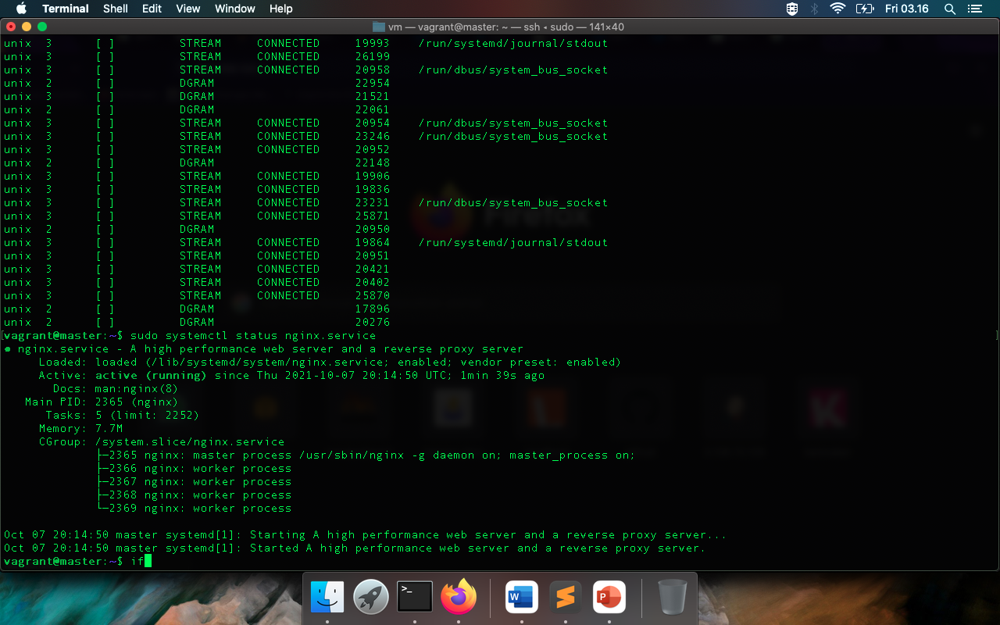 Terminal Shell Edit View Window Help Fri 03.16
vm — vagrant@master: ~ — ssh ◂ sudo — 141×40
unix 3 [ ] STREAM CONNECTED 19993 /run/systemd/journal/stdout
unix 3 [ ] STREAM CONNECTED 26199
unix 3 [ ] STREAM CONNECTED 20958 /run/dbus/system_bus_socket
unix 2 [ ] DGRAM 22954
unix 3 [ ] DGRAM 21521
unix 2 [ ] DGRAM 22061
unix 3 [ ] STREAM CONNECTED 20954 /run/dbus/system_bus_socket
unix 3 [ ] STREAM CONNECTED 23246 /run/dbus/system_bus_socket
unix 3 [ ] STREAM CONNECTED 20952
unix 2 [ ] DGRAM 22148
unix 3 [ ] STREAM CONNECTED 19906
unix 3 [ ] STREAM CONNECTED 19836
unix 3 [ ] STREAM CONNECTED 23231 /run/dbus/system_bus_socket
unix 3 [ ] STREAM CONNECTED 25871
unix 2 [ ] DGRAM 20950
unix 3 [ ] STREAM CONNECTED 19864 /run/systemd/journal/stdout
unix 3 [ ] STREAM CONNECTED 20951
unix 3 [ ] STREAM CONNECTED 20421
unix 3 [ ] STREAM CONNECTED 20402
unix 3 [ ] STREAM CONNECTED 25870
unix 2 [ ] DGRAM 17896
unix 2 [ ] DGRAM 20276
[vagrant@master:~$ sudo systemctl status nginx.service ]
● nginx.service - A high performance web server and a reverse proxy server
Loaded: loaded (/lib/systemd/system/nginx.service; enabled; vendor preset: enabled)
Active: active (running) since Thu 2021-10-07 20:14:50 UTC; 1min 39s ago
Docs: man:nginx(8)
Main PID: 2365 (nginx)
Tasks: 5 (limit: 2252)
Memory: 7.7M
CGroup: /system.slice/nginx.service
├─2365 nginx: master process /usr/sbin/nginx -g daemon on; master_process on;
├─2366 nginx: worker process
├─2367 nginx: worker process
├─2368 nginx: worker process
└─2369 nginx: worker process
Oct 07 20:14:50 master systemd[1]: Starting A high performance web server and a reverse proxy server...
Oct 07 20:14:50 master systemd[1]: Started A high performance web server and a reverse proxy server.
vagrant@master:~$ if